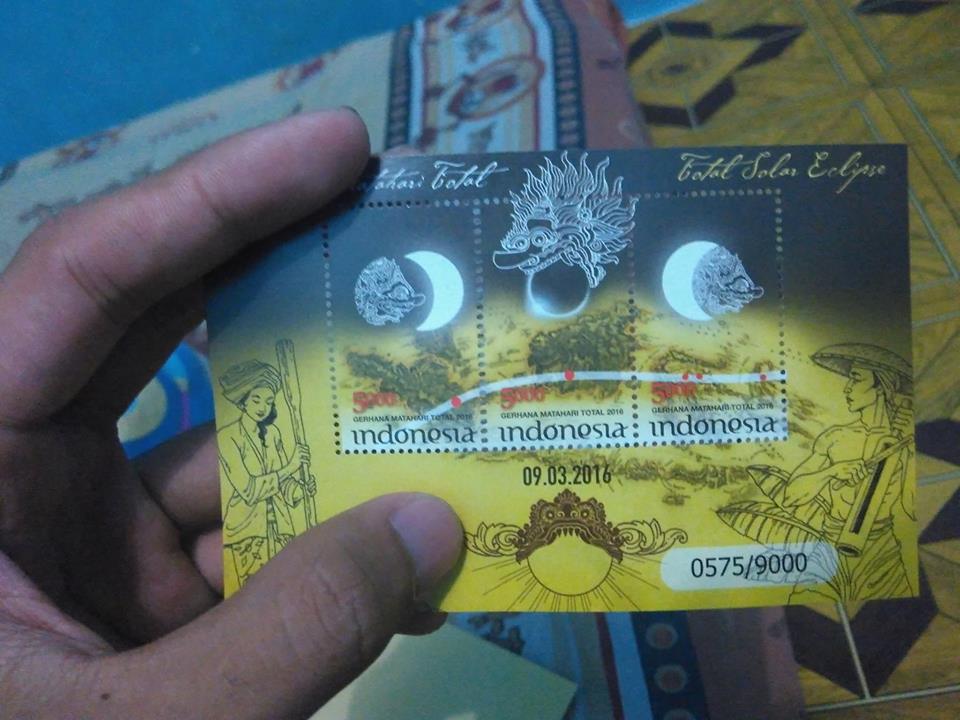 Matahari Total
Total Solar Eclipse
5000
GERHANA MATAHARI TOTAL 2016
indonesia
5000
GERHANA MATAHARI TOTAL 2016
indonesia
5000
GERHANA MATAHARI TOTAL 2016
indonesia
09.03.2016
0575/9000